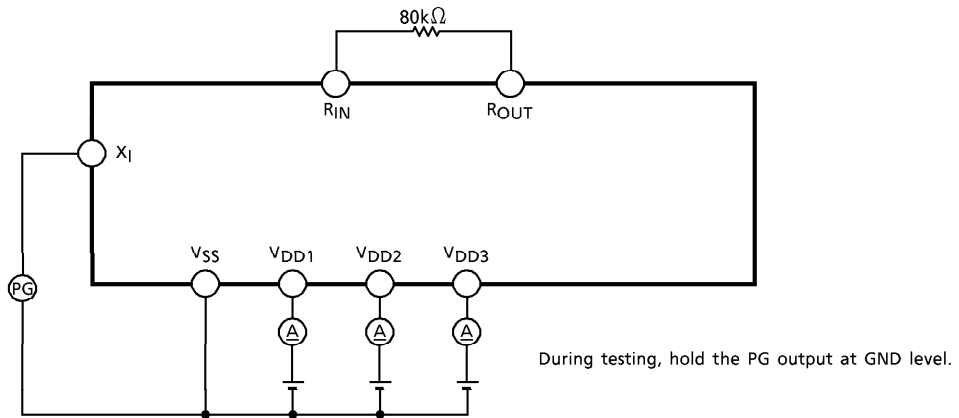 80kΩ
RIN ROUT
XI
VSS VDD1 VDD2 VDD3
PG
A A A
During testing, hold the PG output at GND level.